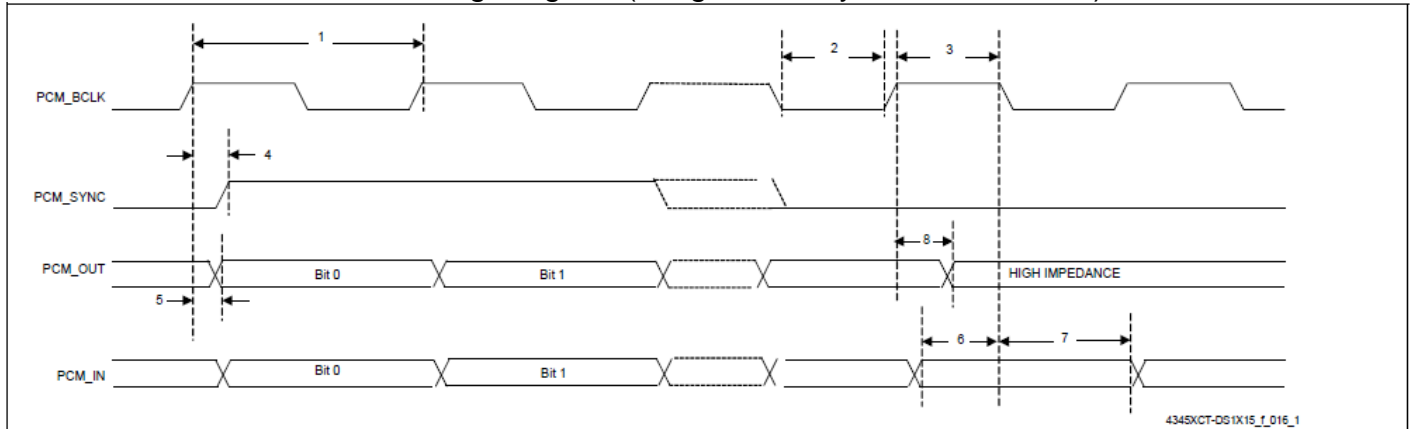 1
2
3
PCM_BCLK
4
PCM_SYNC
8
PCM_OUT
Bit 0
Bit 1
HIGH IMPEDANCE
5
6
7
PCM_IN
Bit 0
Bit 1
4345XCT-DS1X15_f_016_1